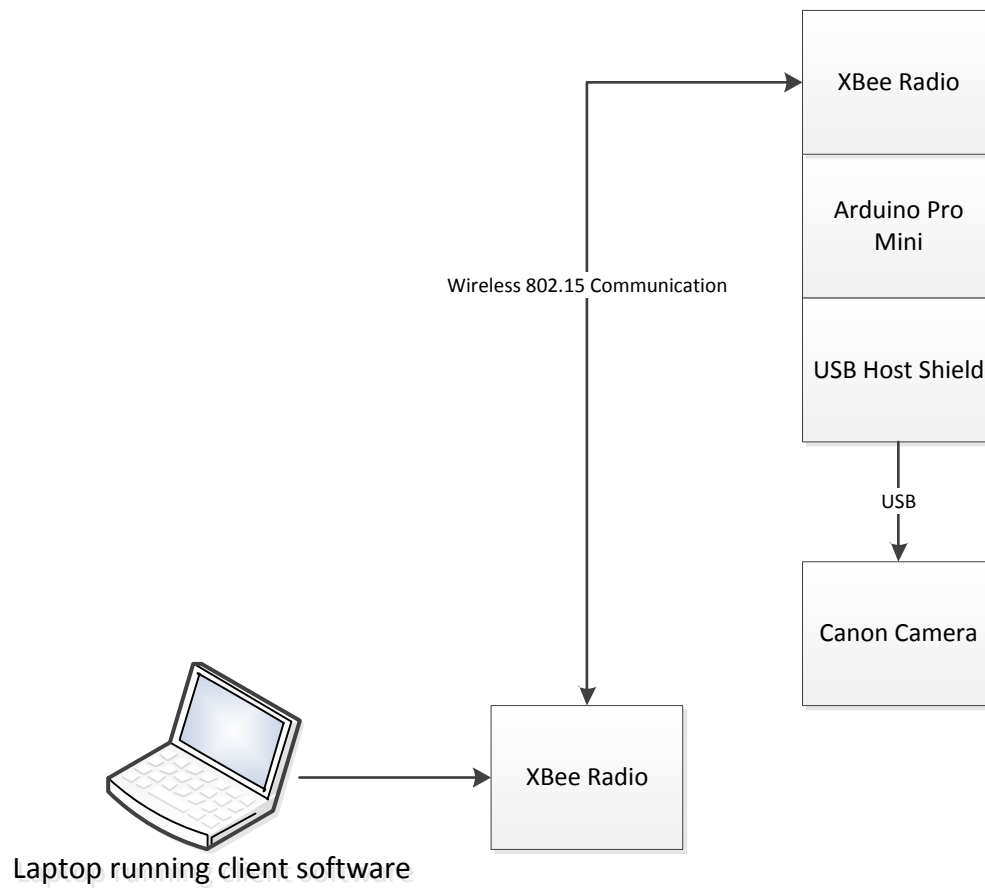 XBee Radio
Arduino Pro
Mini
Wireless 802.15 Communication
USB Host Shield
USB
Canon Camera
XBee Radio
Laptop running client software